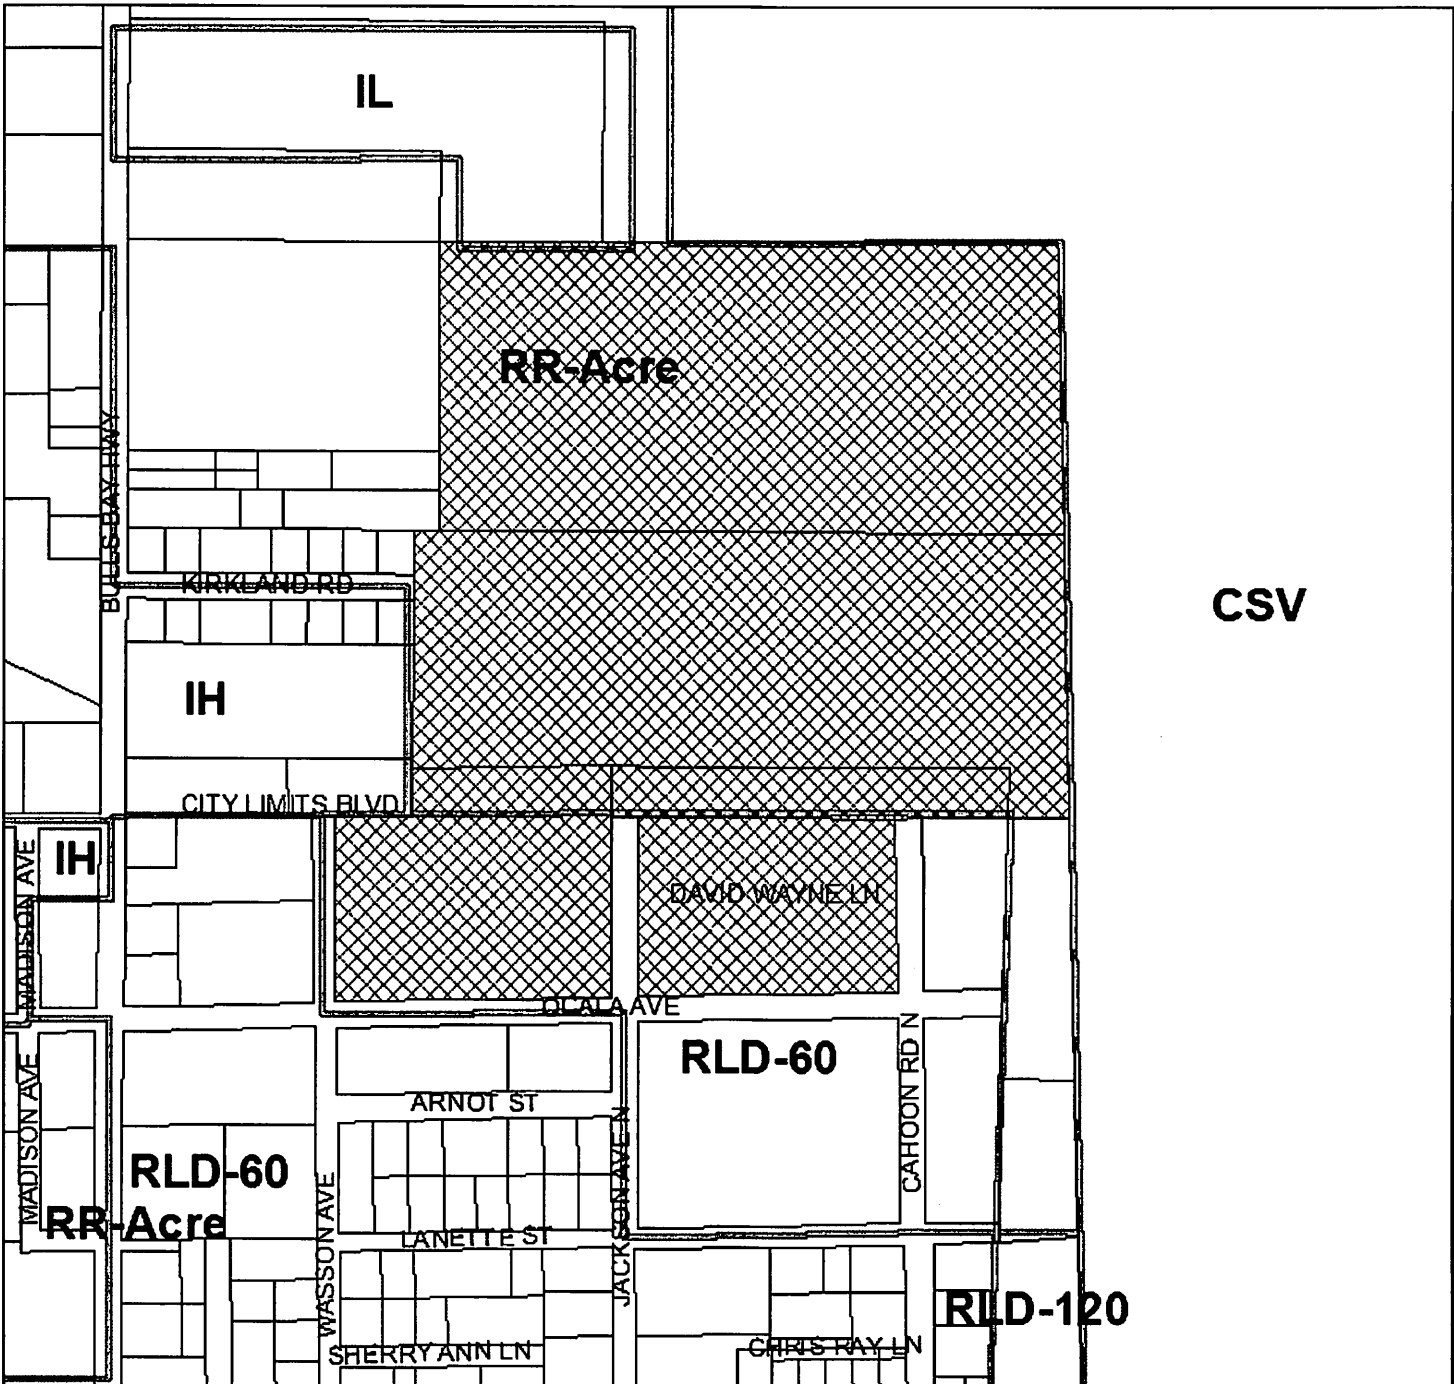 IL
RR-Acre
BULLS BAY HWY
KIRKLAND RD
CSV
IH
CITY LIMITS BLVD
IH
MADISON AVE
DAVID WAYNE LN
OCALA AVE
RLD-60
CAHOON RD N
MADISON AVE
ARNOT ST
JACKSON AVE N
RLD-60
RR-Acre
WASSON AVE
LANETTE ST
RLD-120
SHERRY ANN LN
CHRIS RAY LN